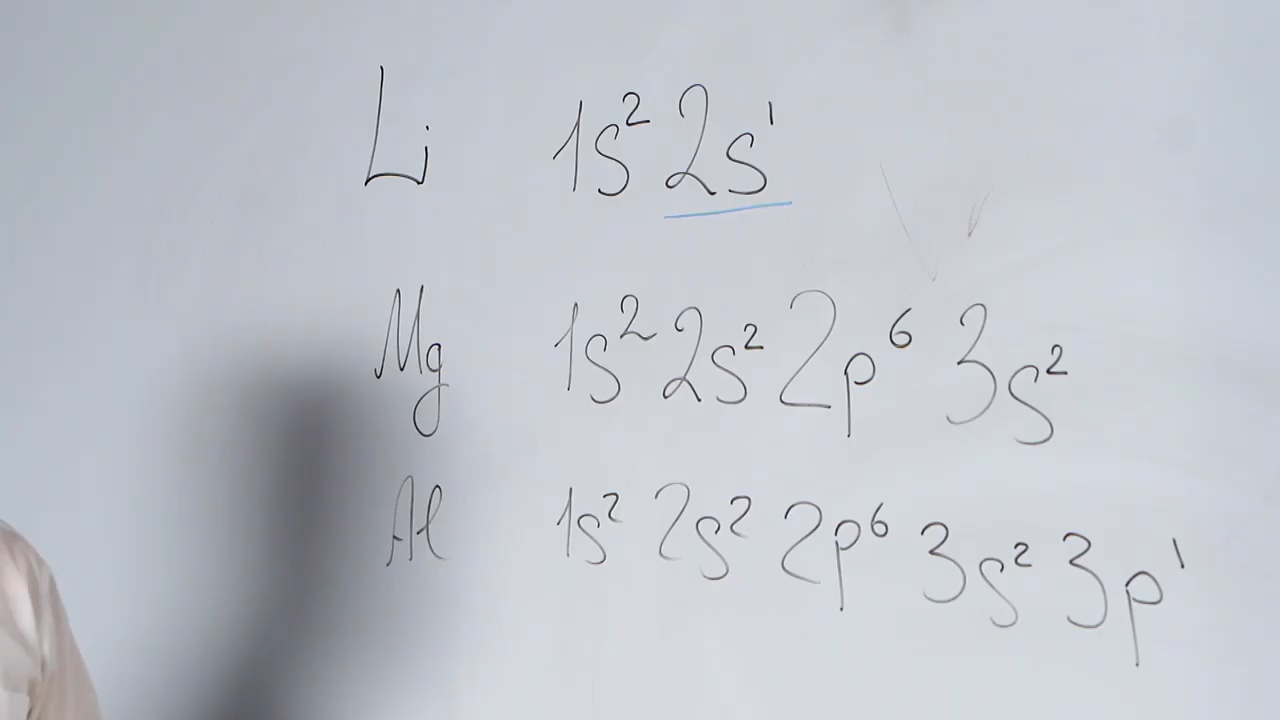 Li 1s² 2s¹
Mg 1s² 2s² 2p⁶ 3s²
Al 1s² 2s² 2p⁶ 3s² 3p¹